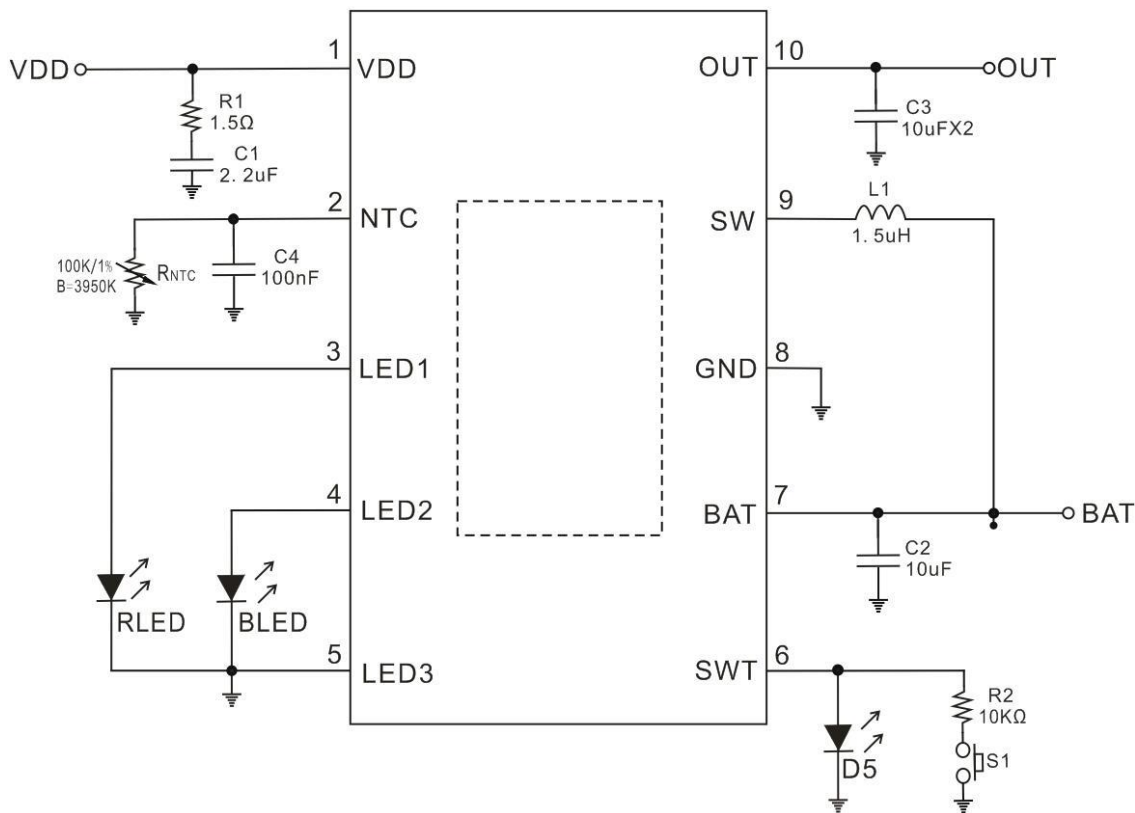 1
10
VDD
VDD
OUT
OUT
R1
1.5Ω
C3
10uFX2
C1
2.2uF
L1
2
9
NTC
SW
1.5uH
100K/1%
B=3950K
RNTC
C4
100nF
3
8
LED1
GND
4
7
LED2
BAT
BAT
C2
10uF
RLED
BLED
5
6
LED3
SWT
R2
10KΩ
D5
S1